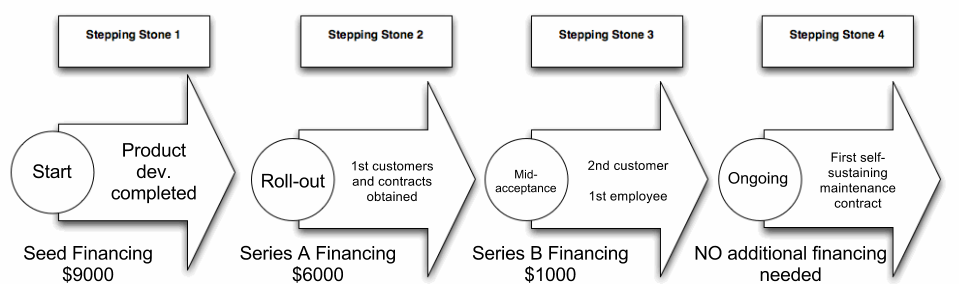 Stepping Stone 1
Stepping Stone 2
Stepping Stone 3
Stepping Stone 4
Start
Product
dev.
completed
Roll-out
1st customers
and contracts
obtained
Mid-
acceptance
2nd customer
1st employee
Ongoing
First self-
sustaining
maintenance
contract
Seed Financing
$9000
Series A Financing
$6000
Series B Financing
$1000
NO additional financing
needed